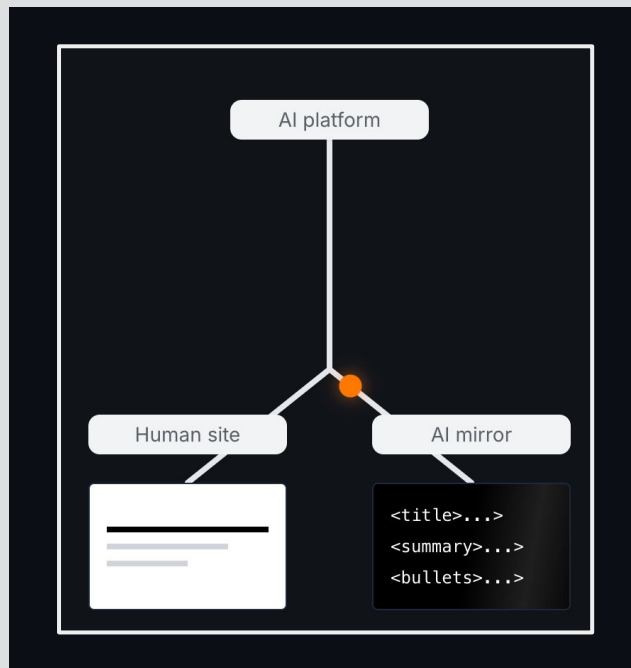 AI platform
Human site
AI mirror
<title>...>
<summary>...>
<bullets>...>